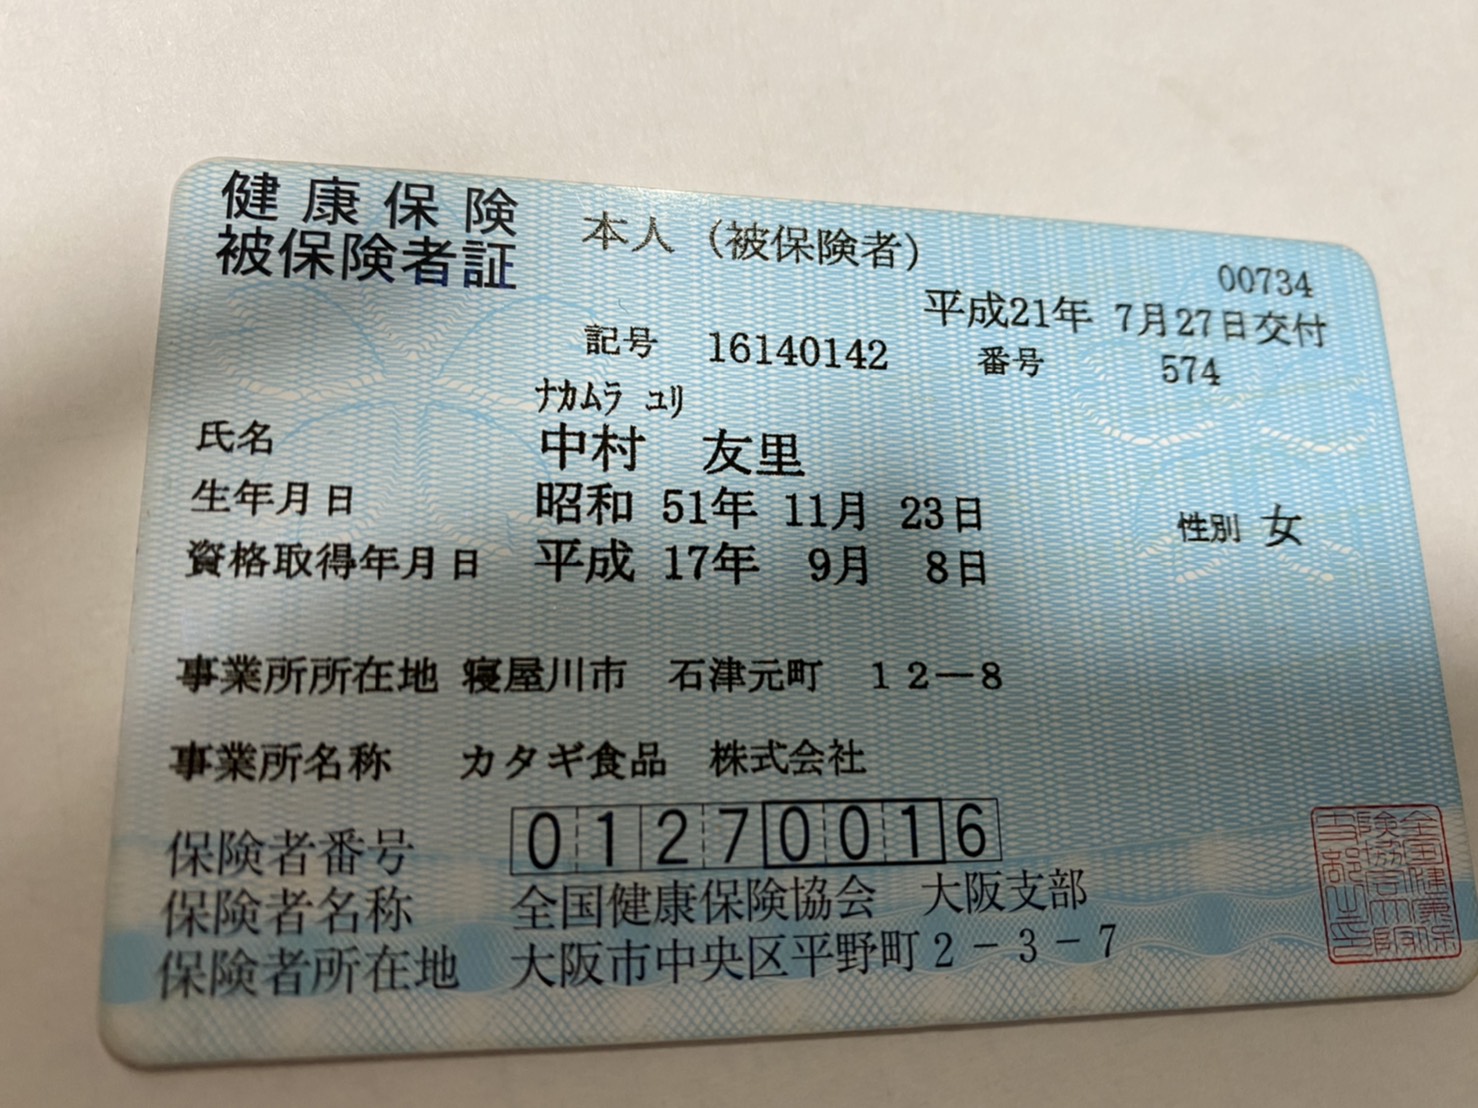 健康保険
被保険者証
本人（被保険者）
00734
平成21年 7月27日交付
記号 16140142 番号 574
ﾅｶﾑﾗ ﾕﾘ
氏名 中村 友里
生年月日 昭和 51年 11月 23日 性別 女
資格取得年月日 平成 17年 9月 8日
事業所所在地 寝屋川市 石津元町 １２－８
事業所名称 カタギ食品 株式会社
保険者番号 01270016
保険者名称 全国健康保険協会 大阪支部
保険者所在地 大阪市中央区平野町２－３－７